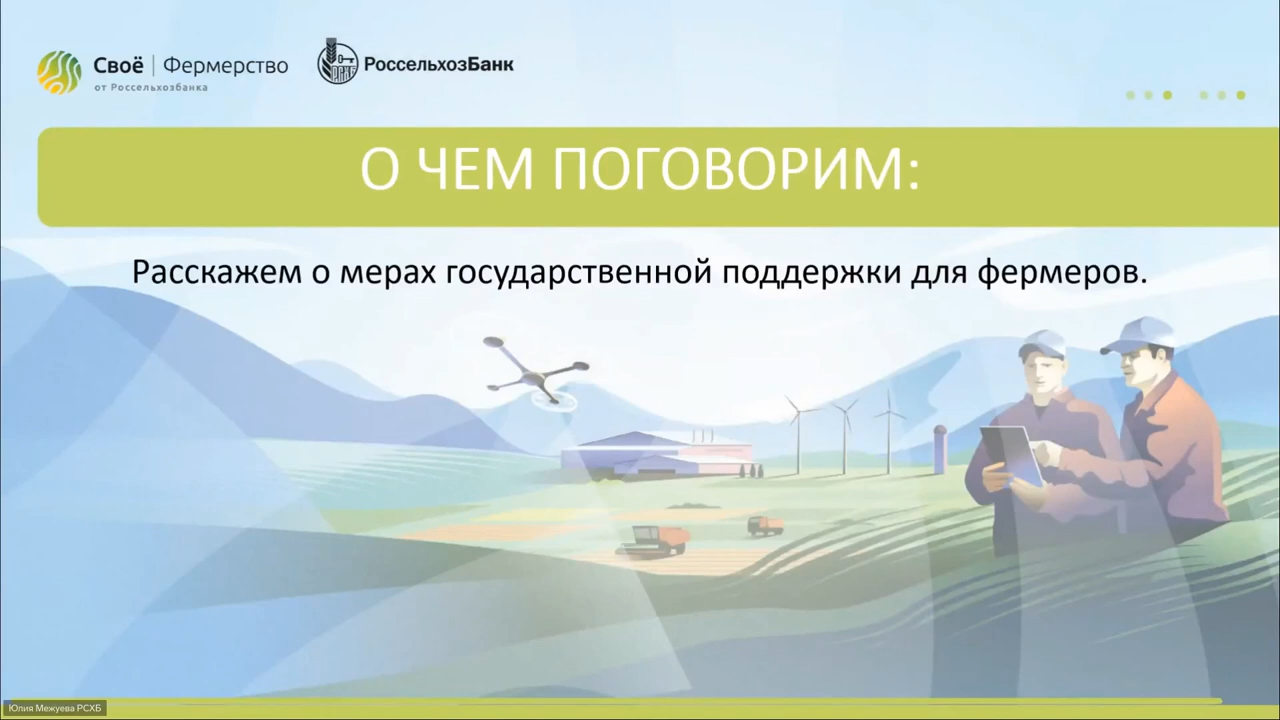 Своё | Фермерство
от Россельхозбанка
РоссельхозБанк
О ЧЕМ ПОГОВОРИМ:
Расскажем о мерах государственной поддержки для фермеров.
Юлия Межуева РСХБ